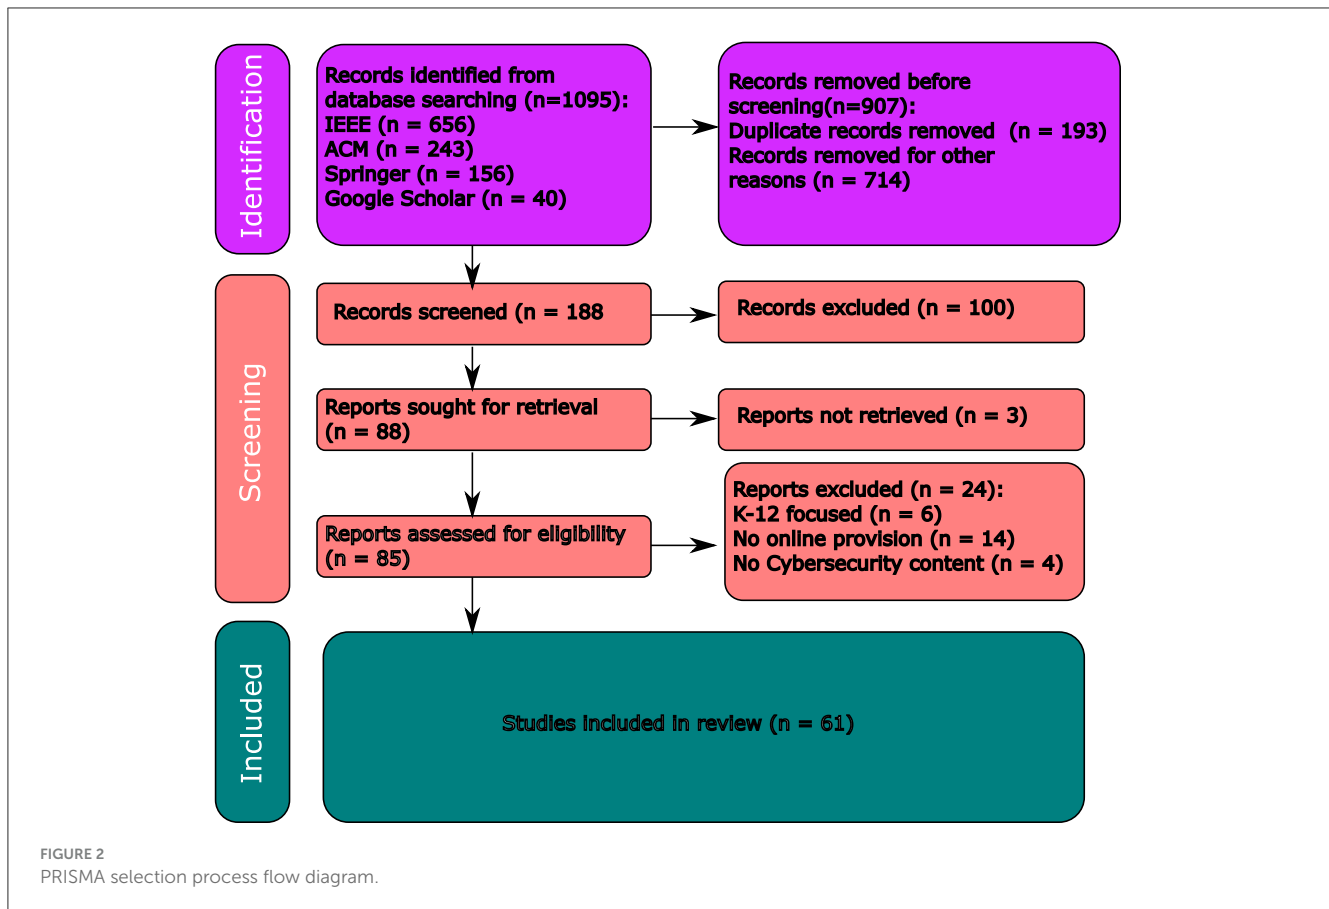 Identification
Records identified from
database searching (n=1095):
IEEE (n = 656)
ACM (n = 243)
Springer (n = 156)
Google Scholar (n = 40)
Records removed before
screening(n=907):
Duplicate records removed  (n = 193)
Records removed for other
reasons (n = 714)
Screening
Records screened (n = 188
Records excluded (n = 100)
Reports sought for retrieval
(n = 88)
Reports not retrieved (n = 3)
Reports assessed for eligibility
(n = 85)
Reports excluded (n = 24):
K-12 focused (n = 6)
No online provision (n = 14)
No Cybersecurity content (n = 4)
Included
Studies included in review (n = 61)
FIGURE 2
PRISMA selection process flow diagram.